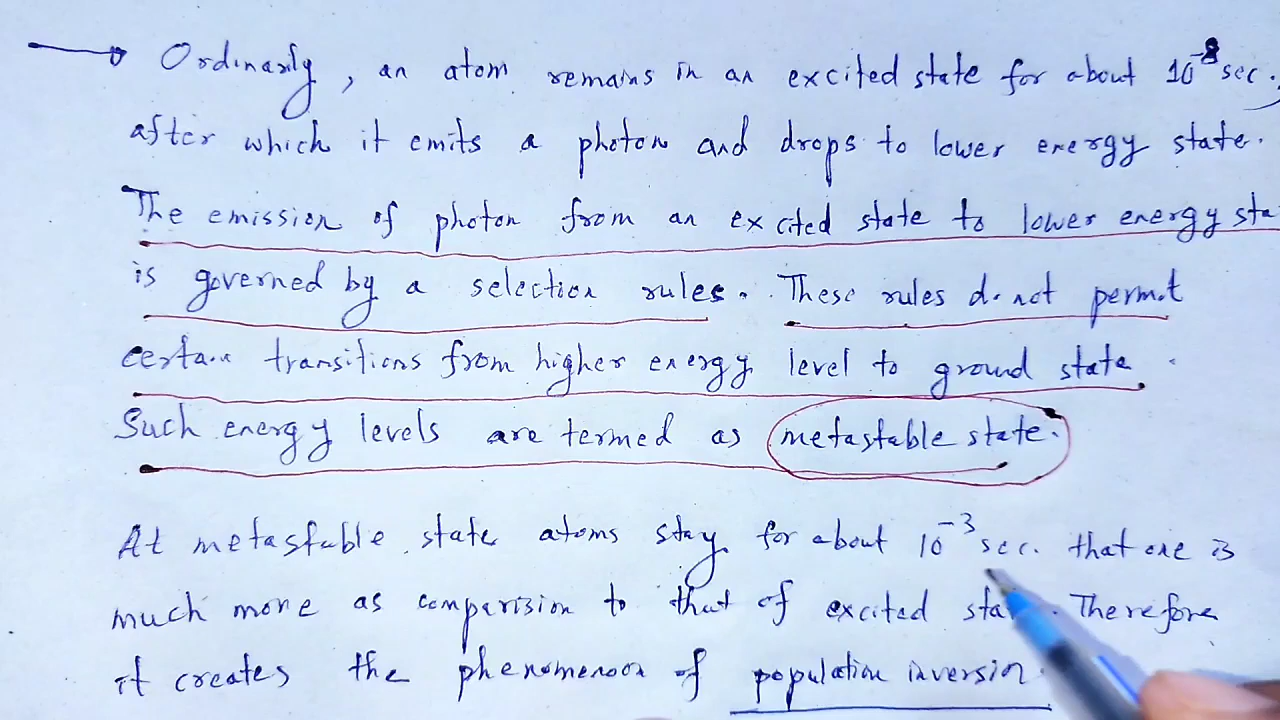 Ordinarily, an atom remains in an excited state for about 10⁻⁸ sec.,
after which it emits a photon and drops to lower energy state.
The emission of photon from an excited state to lower energy sta
is governed by a selection rules. These rules do not permit
certain transitions from higher energy level to ground state.
Such energy levels are termed as metastable state.
At metastable state atoms stay for about 10⁻³ sec. that one is
much more as comparision to that of excited sta. Therefore
it creates the phenomenon of population inversion.